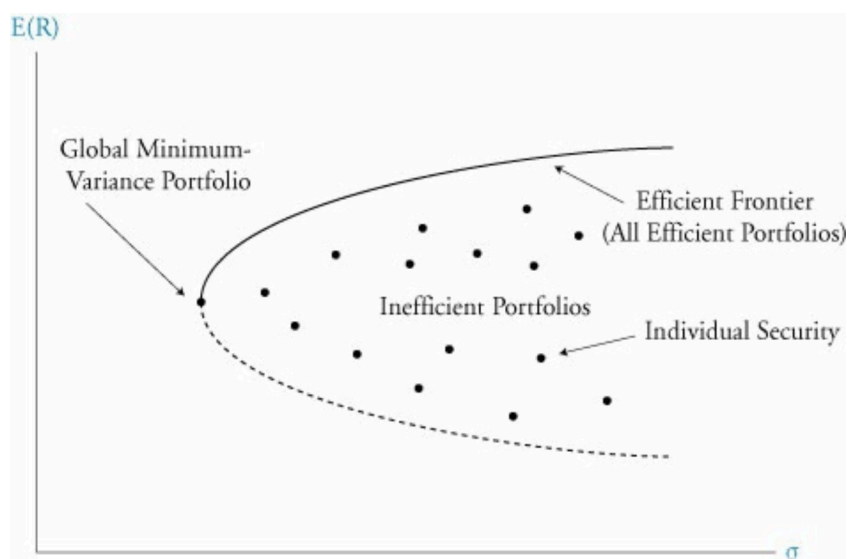 E(R)
Global Minimum-
Variance Portfolio
Efficient Frontier
(All Efficient Portfolios)
Inefficient Portfolios
Individual Security
σ